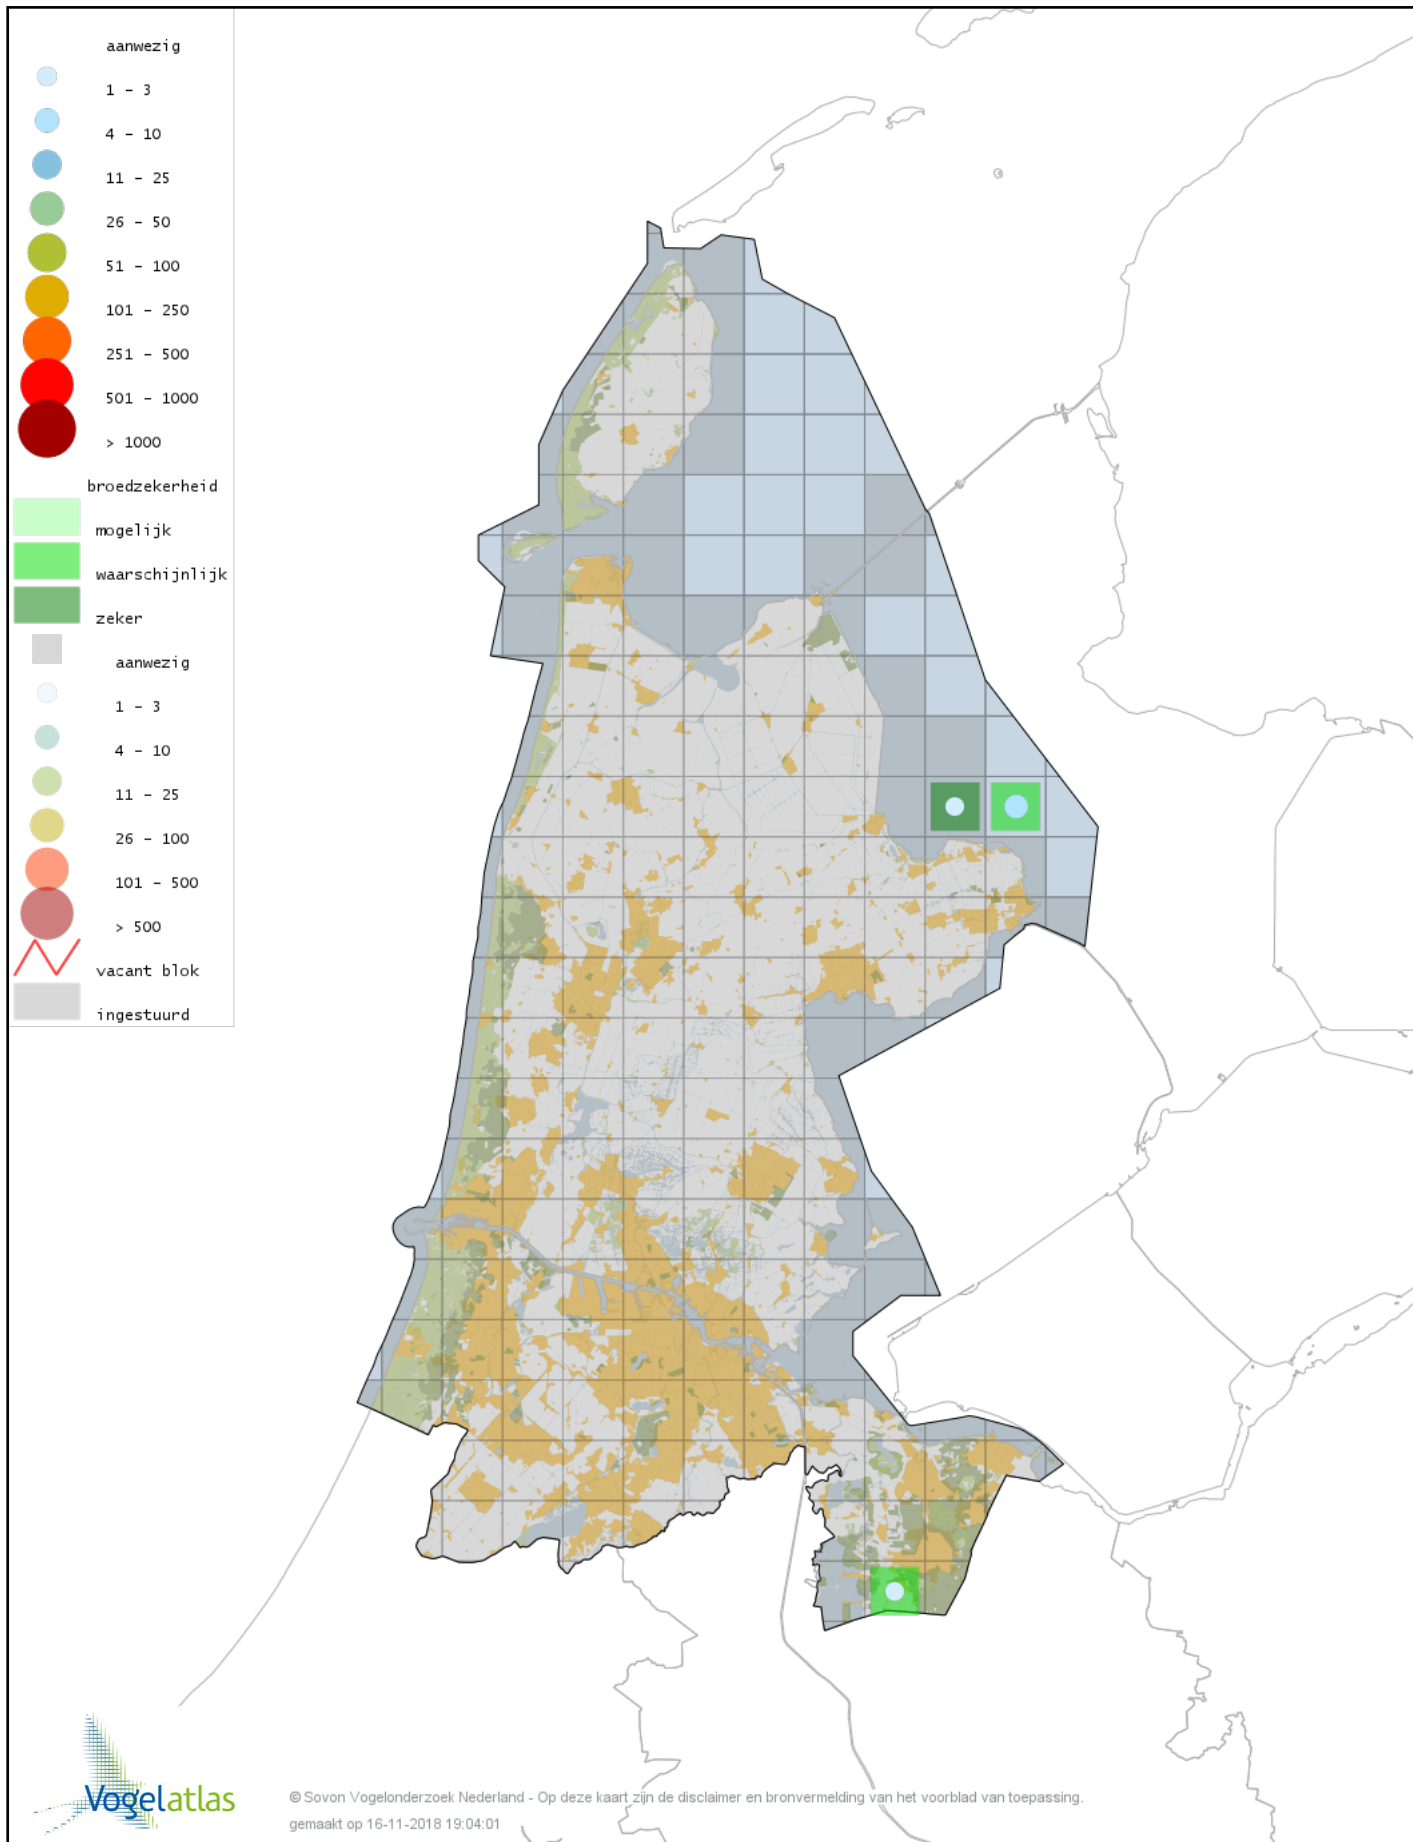 aanwezig
1 - 3
4 - 10
11 - 25
26 - 50
51 - 100
101 - 250
251 - 500
501 - 1000
> 1000
broedzekerheid
mogelijk
waarschijnlijk
zeker
aanwezig
1 - 3
4 - 10
11 - 25
26 - 100
101 - 500
> 500
vacant blok
ingestuurd
Vogelatlas
© Sovon Vogelonderzoek Nederland - Op deze kaart zijn de disclaimer en bronvermelding van het voorblad van toepassing.
gemaakt op 16-11-2018 19:04:01